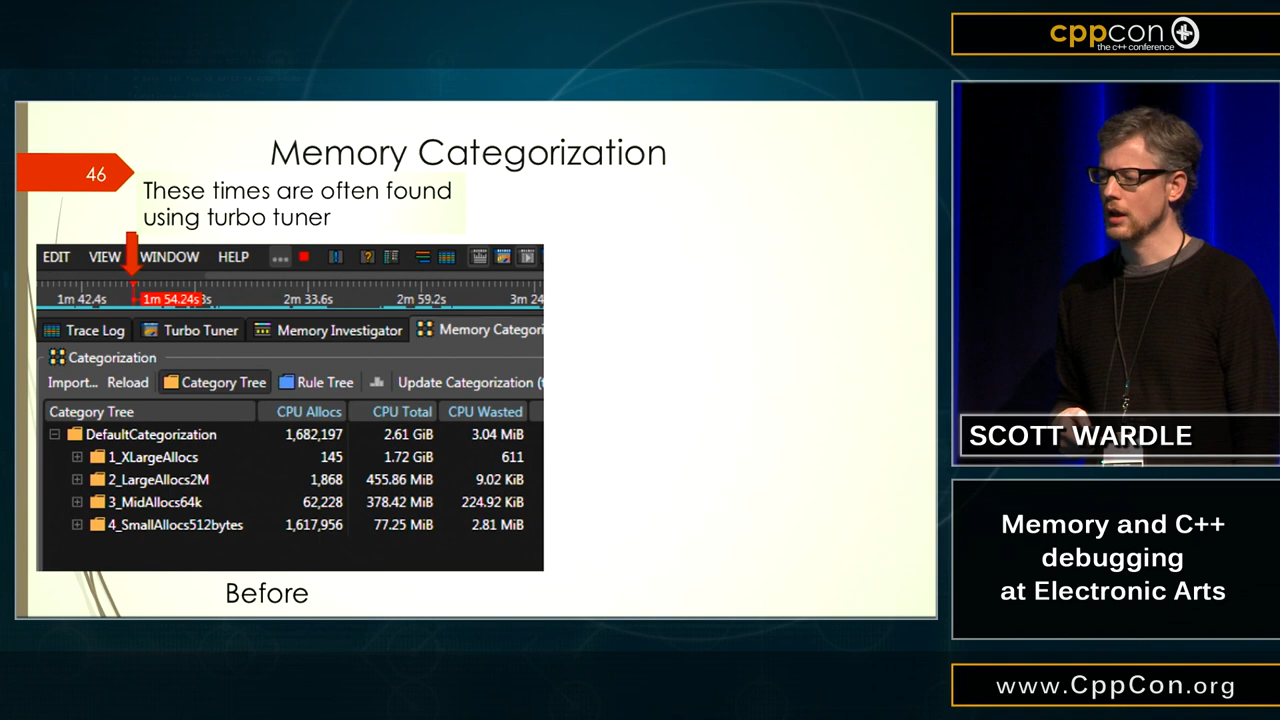 cppcon
the c++ conference
46
Memory Categorization
These times are often found
using turbo tuner
EDIT VIEW WINDOW HELP
1m 42.4s 1m 54.24s 3s 2m 33.6s 2m 59.2s 3m 24
Trace Log Turbo Tuner Memory Investigator Memory Categori
Categorization
Import... Reload Category Tree Rule Tree Update Categorization (
Category Tree CPU Allocs CPU Total CPU Wasted
DefaultCategorization 1,682,197 2.61 GiB 3.04 MiB
1_XLargeAllocs 145 1.72 GiB 611
2_LargeAllocs2M 1,868 455.86 MiB 9.02 KiB
3_MidAllocs64k 62,228 378.42 MiB 224.92 KiB
4_SmallAllocs512bytes 1,617,956 77.25 MiB 2.81 MiB
Before
SCOTT WARDLE
Memory and C++
debugging
at Electronic Arts
www.CppCon.org